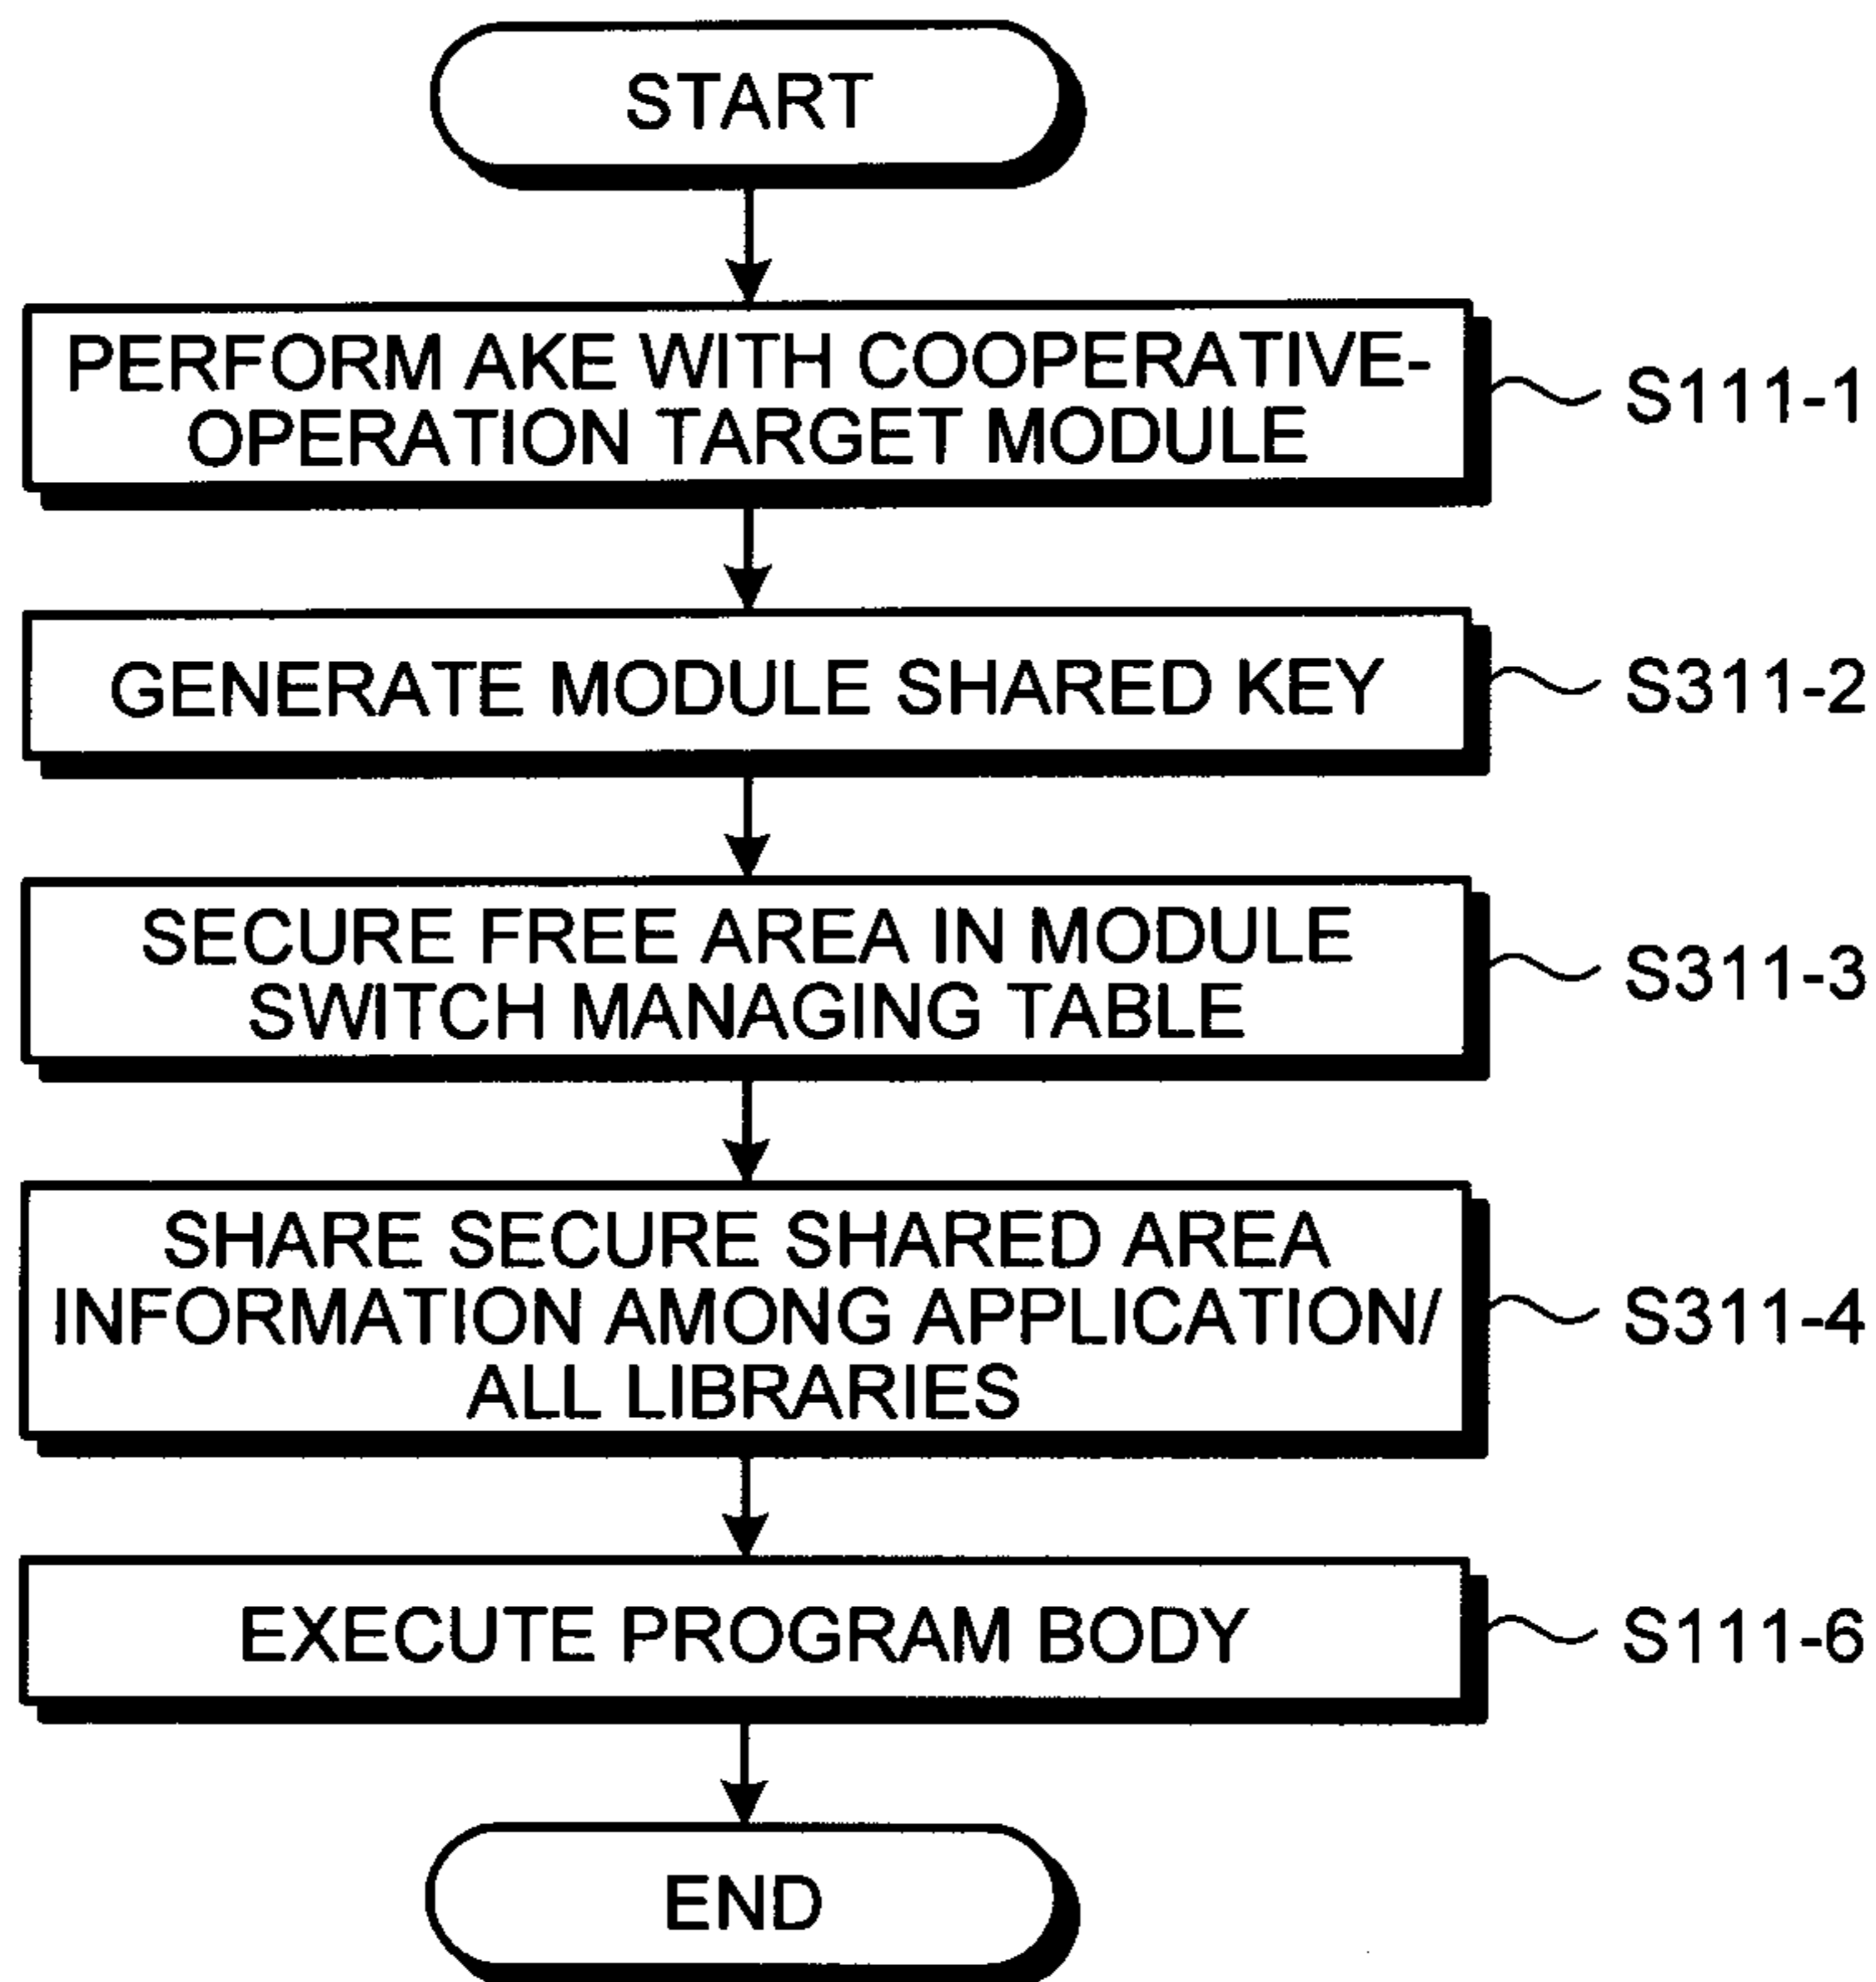 START
PERFORM AKE WITH COOPERATIVE-
OPERATION TARGET MODULE
S111-1
GENERATE MODULE SHARED KEY
S311-2
SECURE FREE AREA IN MODULE
SWITCH MANAGING TABLE
S311-3
SHARE SECURE SHARED AREA
INFORMATION AMONG APPLICATION/
ALL LIBRARIES
S311-4
EXECUTE PROGRAM BODY
S111-6
END